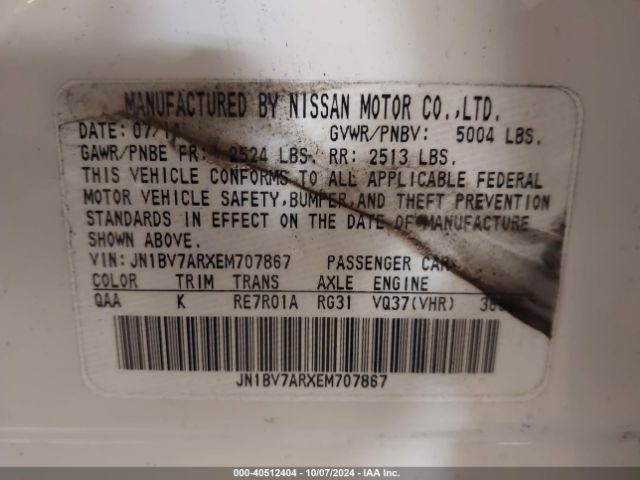 MANUFACTURED BY NISSAN MOTOR CO.,LTD.
DATE: GVWR/PNBV: 5004 LBS.
GAWR/PNBE FR: 2524 LBS. RR: 2513 LBS.
THIS VEHICLE CONFORMS TO ALL APPLICABLE FEDERAL
MOTOR VEHICLE SAFETY,BUMPER,AND THEFT PREVENTION
STANDARDS IN EFFECT ON THE DATE OF MANUFACTURE
SHOWN ABOVE.
VIN: JN1BV7ARXEM707867 PASSENGER CAR
COLOR TRIM TRANS AXLE ENGINE
QAA K RE7R01A RG31 VQ37(VHR)
JN1BV7ARXEM707867
000-40512404 - 10/07/2024 - IAA Inc.